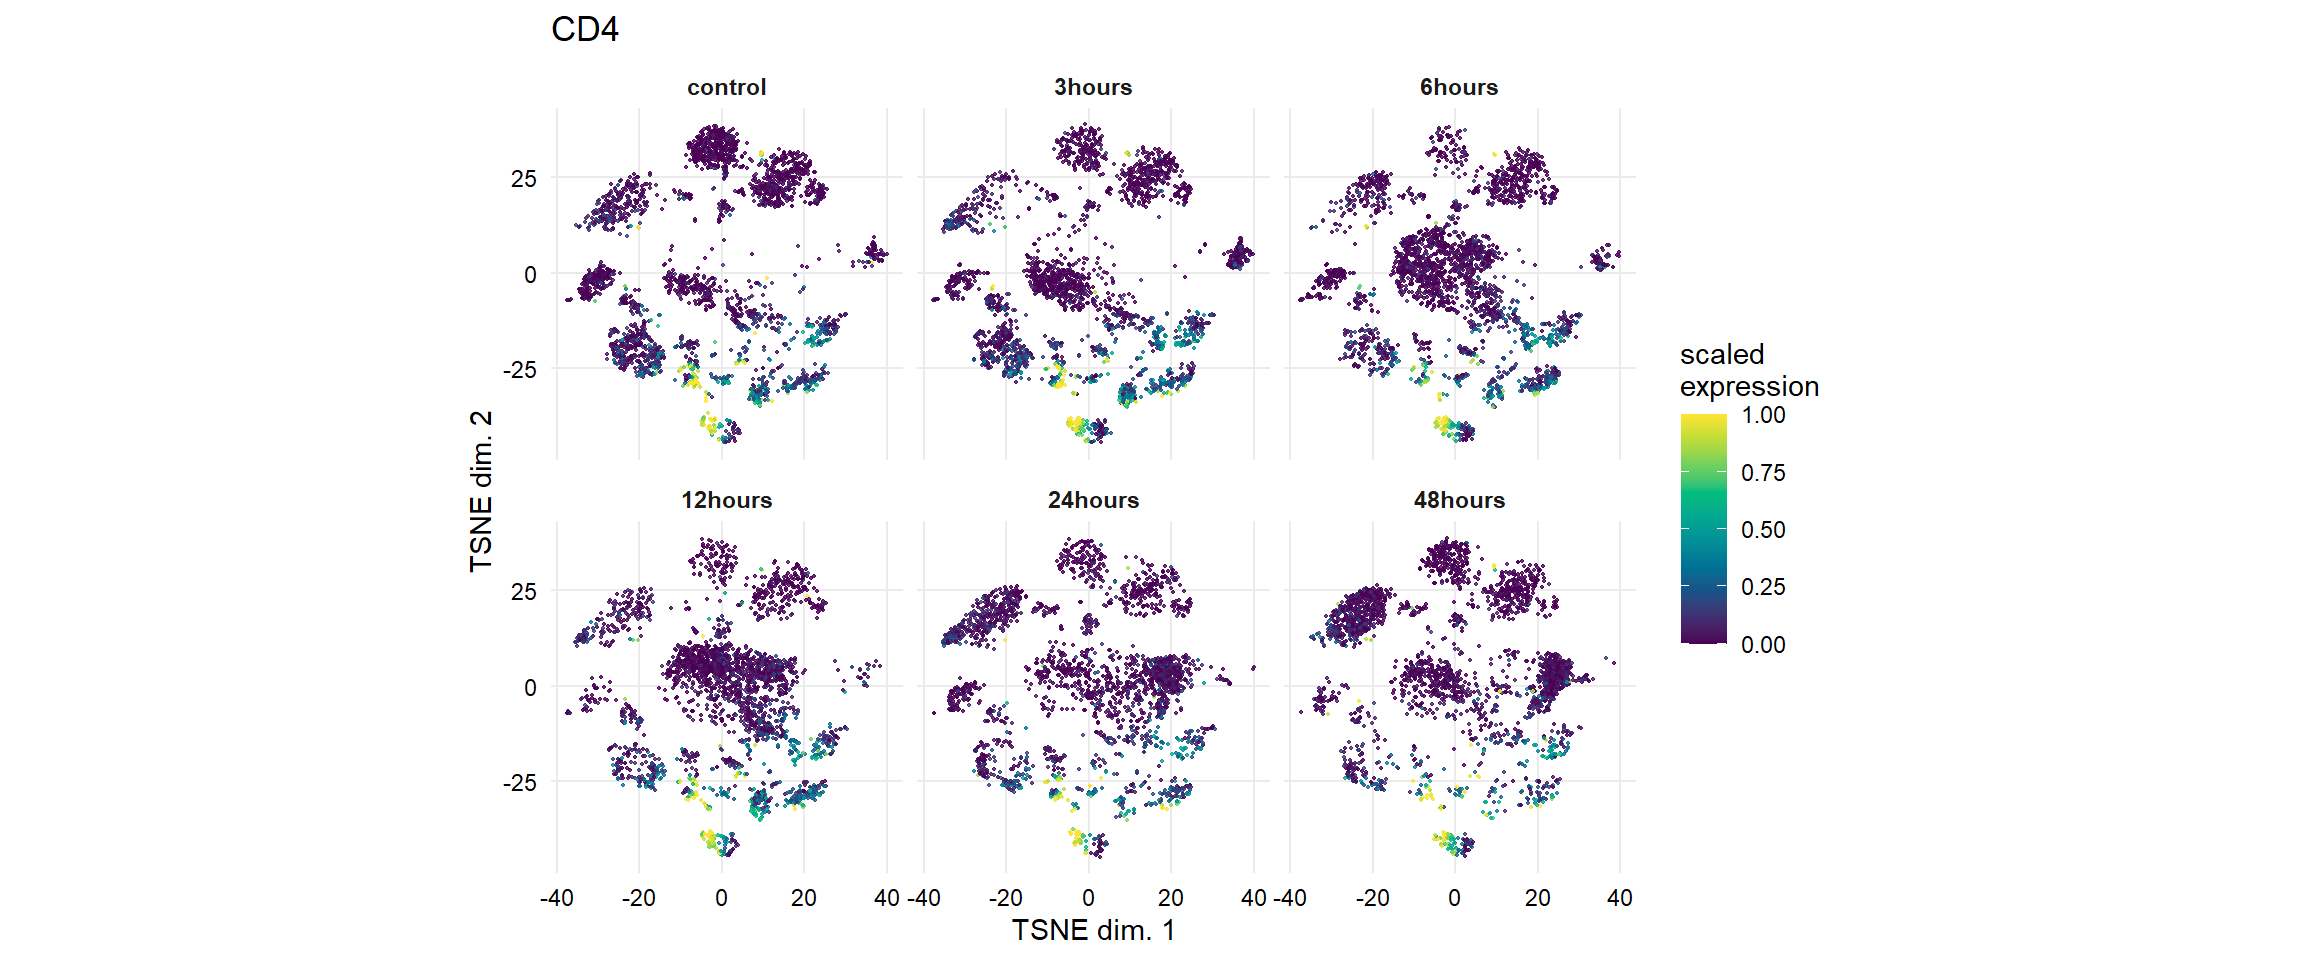 CD4
control 3hours 6hours
25
0
-25
12hours 24hours 48hours
25
0
-25
-40 -20 0 20 40 -40 -20 0 20 40 -40 -20 0 20 40
TSNE dim. 1
TSNE dim. 2
scaled
expression
1.00
0.75
0.50
0.25
0.00